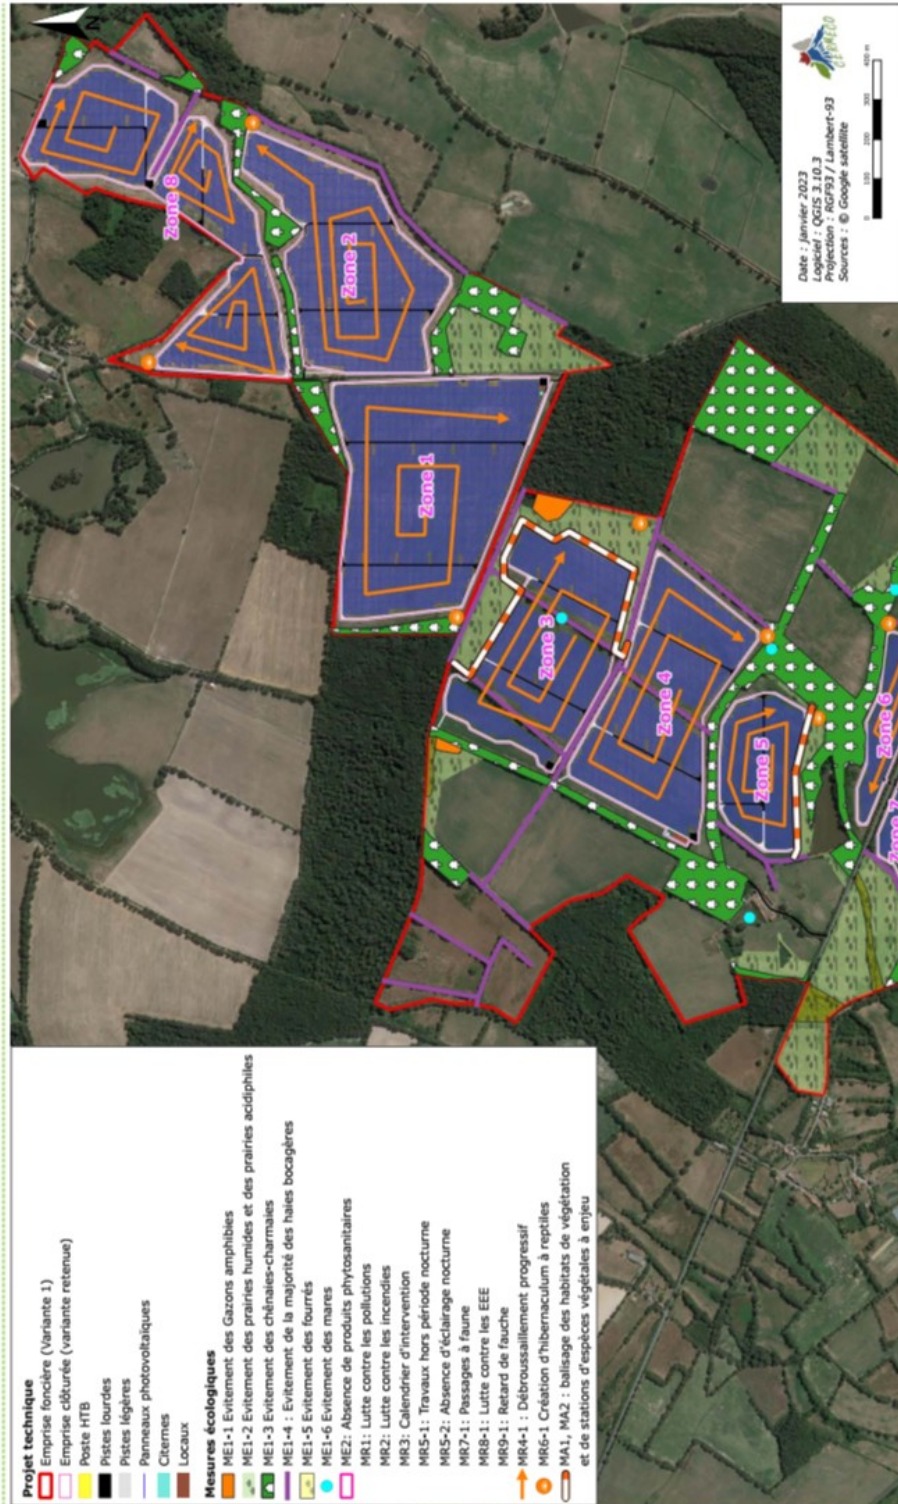 Projet technique
Emprise foncière (Variante 1)
Emprise clôturée (variante retenue)
Poste HTB
Pistes lourdes
Pistes légères
Panneaux photovoltaïques
Citernes
Locaux
Mesures écologiques
ME1-1 Evitement des Gazons amphibies
ME1-2 Evitement des prairies humides et des prairies acidiphiles
ME1-3 Evitement des chênaies-charmaies
ME1-4 : Evitement de la majorité des haies bocagères
ME1-5 Evitement des fourrés
ME1-6 Evitement des mares
ME2: Absence de produits phytosanitaires
MR1: Lutte contre les pollutions
MR2: Lutte contre les incendies
MR3: Calendrier d'intervention
MR5-1: Travaux hors période nocturne
MR5-2: Absence d'éclairage nocturne
MR7-1: Passages à faune
MR8-1: Lutte contre les EEE
MR9-1: Retard de fauche
MR4-1 : Débroussaillement progressif
MR6-1 Création d'hibernaculum à reptiles
MA1, MA2 : balisage des habitats de végétation
et de stations d'espèces végétales à enjeu
Zone 7
Zone 6
Zone 5
Zone 4
Zone 3
Zone 1
Zone 2
Zone 8
N
CERMECO
Date : janvier 2023
Logiciel : QGIS 3.10.3
Projection : RGF93 / Lambert-93
Sources : © Google satellite
0 100 200 300 400 m